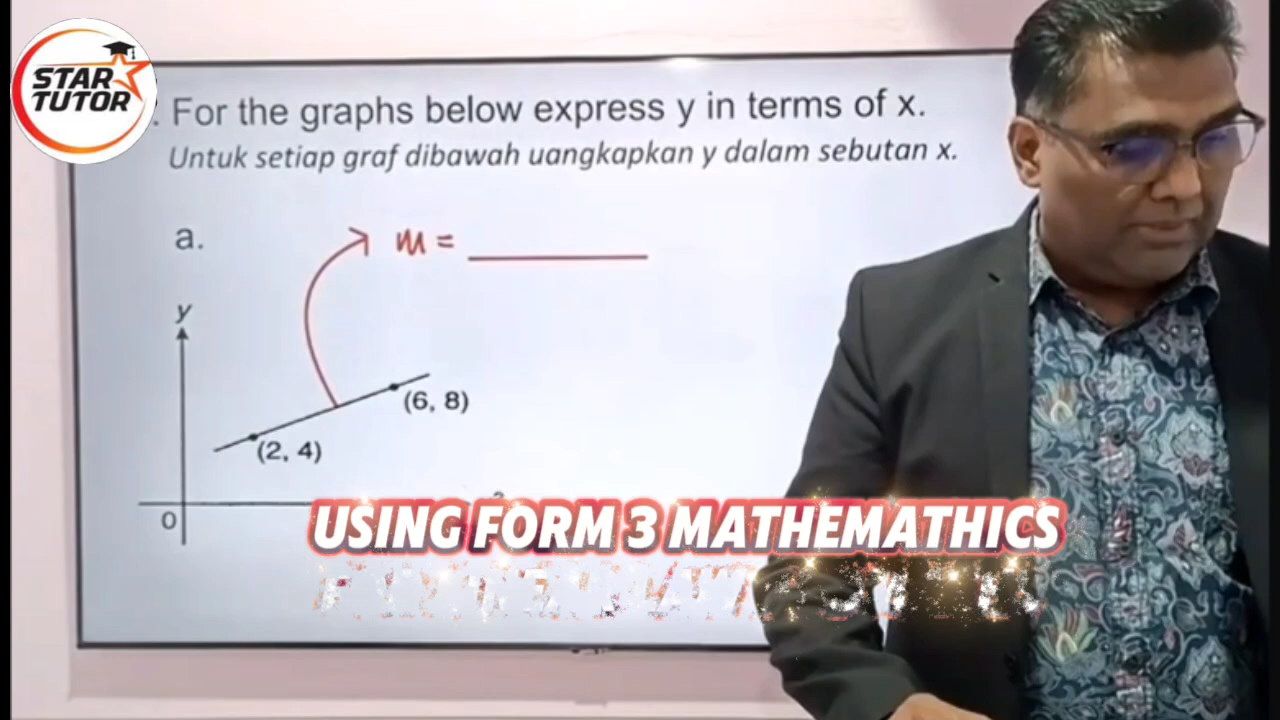 STAR
TUTOR
. For the graphs below express y in terms of x.
Untuk setiap graf dibawah uangkapkan y dalam sebutan x.
a.
m =
y
(6, 8)
(2, 4)
0
USING FORM 3 MATHEMATHICS